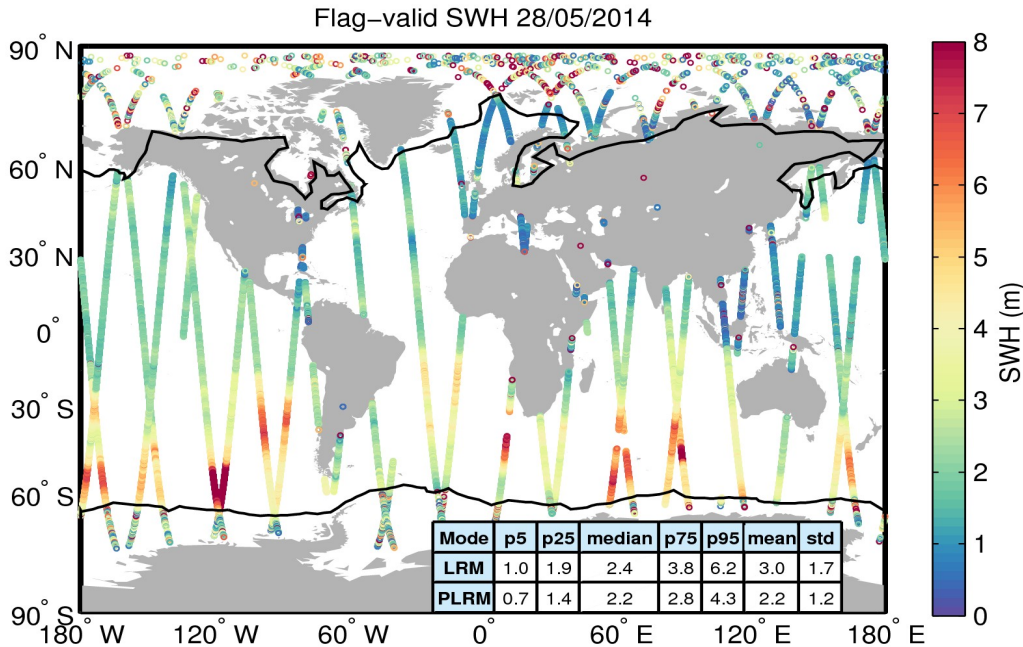 Flag−valid SWH 28/05/2014
90° N
60° N
30° N
0°
30° S
60° S
90° S
180° W
120° W
60° W
0°
60° E
120° E
180° E
Mode p5 p25 median p75 p95 mean std
LRM 1.0 1.9 2.4 3.8 6.2 3.0 1.7
PLRM 0.7 1.4 2.2 2.8 4.3 2.2 1.2
8
7
6
5
4
3
2
1
0
SWH (m)